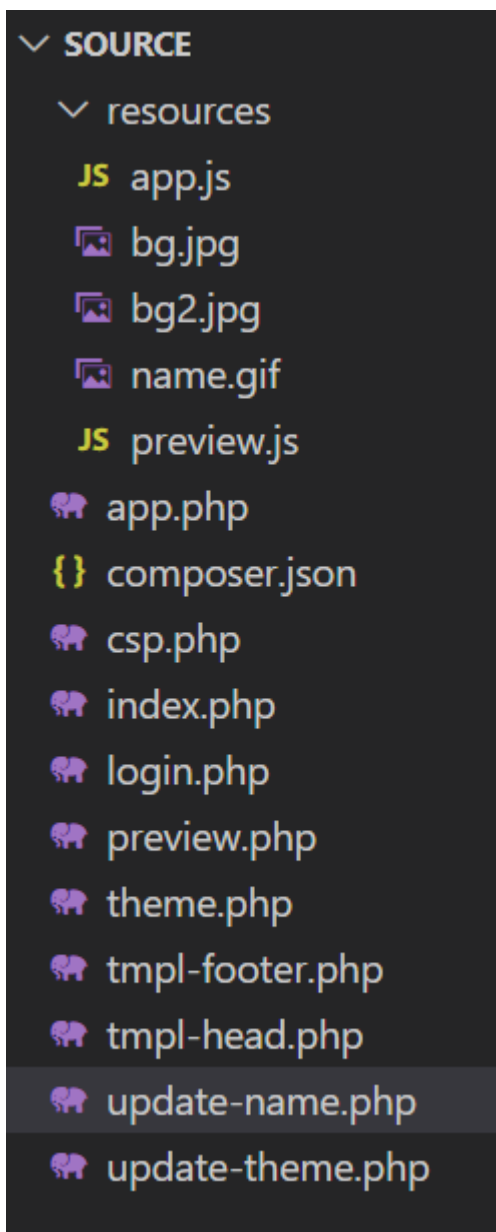 SOURCE
resources
JS app.js
bg.jpg
bg2.jpg
name.gif
JS preview.js
app.php
{} composer.json
csp.php
index.php
login.php
preview.php
theme.php
tmpl-footer.php
tmpl-head.php
update-name.php
update-theme.php